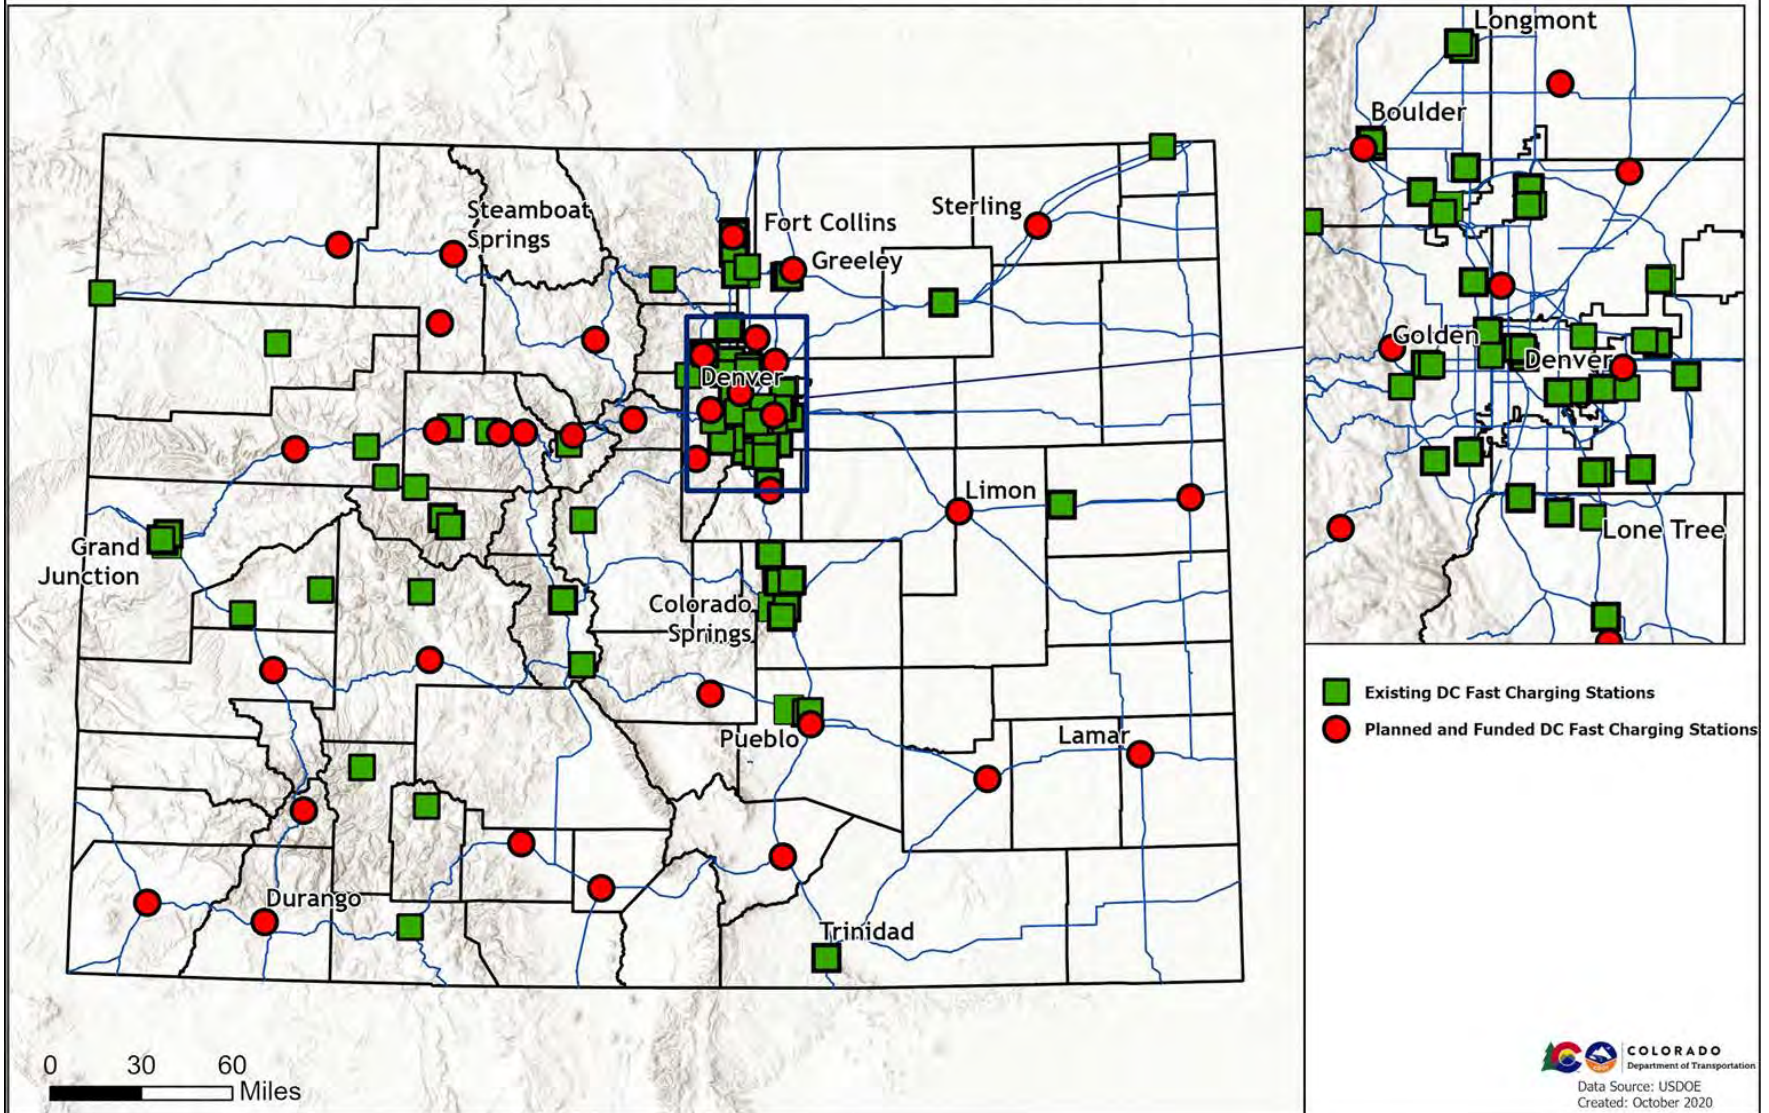 Steamboat
Springs
Fort Collins
Greeley
Sterling
Denver
Limon
Grand
Junction
Colorado
Springs
Pueblo
Lamar
Durango
Trinidad
0 30 60
Miles
Longmont
Boulder
Golden
Denver
Lone Tree
Existing DC Fast Charging Stations
Planned and Funded DC Fast Charging Stations
COLORADO
Department of Transportation
Data Source: USDOE
Created: October 2020